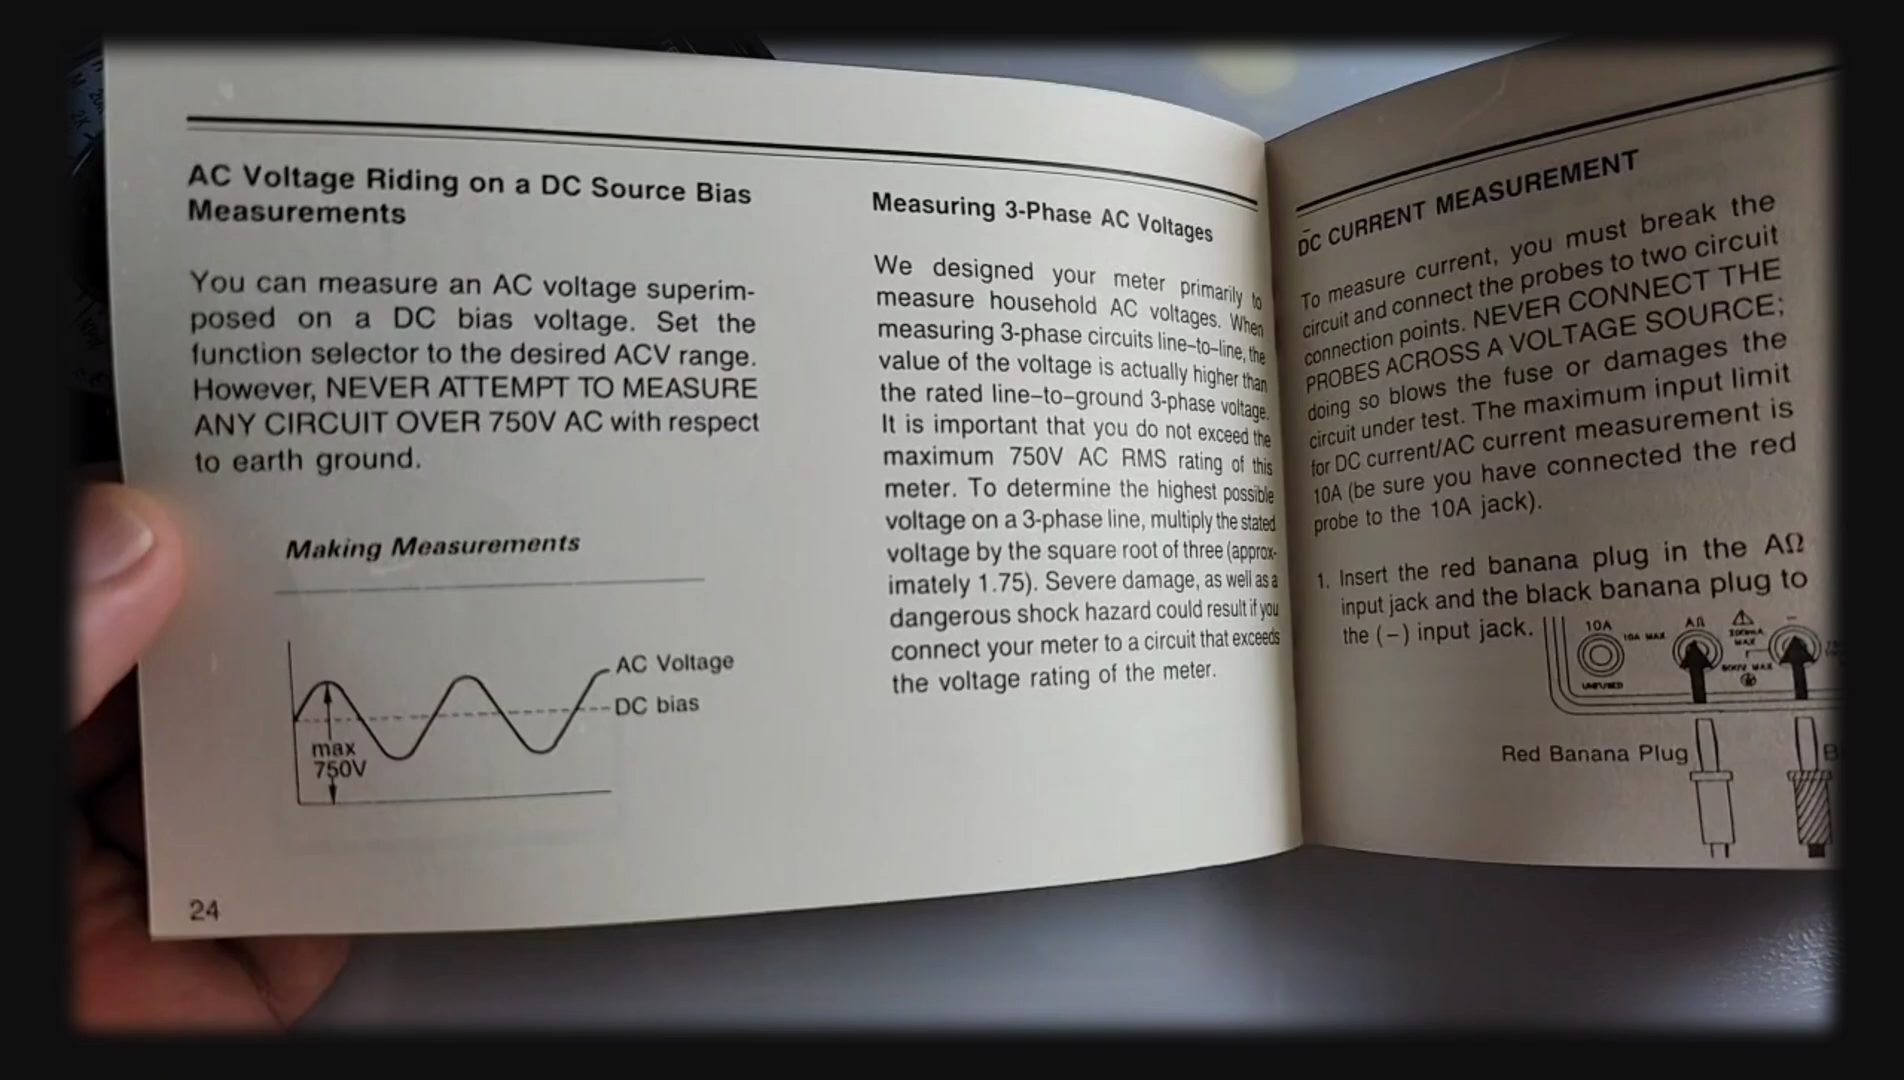 AC Voltage Riding on a DC Source Bias
Measurements
You can measure an AC voltage superim-
posed on a DC bias voltage. Set the
function selector to the desired ACV range.
However, NEVER ATTEMPT TO MEASURE
ANY CIRCUIT OVER 750V AC with respect
to earth ground.
Making Measurements
AC Voltage
DC bias
max
750V
24
Measuring 3-Phase AC Voltages
We designed your meter primarily to
measure household AC voltages. When
measuring 3-phase circuits line-to-line, the
value of the voltage is actually higher than
the rated line-to-ground 3-phase voltage.
It is important that you do not exceed the
maximum 750V AC RMS rating of this
meter. To determine the highest possible
voltage on a 3-phase line, multiply the stated
voltage by the square root of three (approx-
imately 1.75). Severe damage, as well as a
dangerous shock hazard could result if you
connect your meter to a circuit that exceeds
the voltage rating of the meter.
DC CURRENT MEASUREMENT
To measure current, you must break the
circuit and connect the probes to two circuit
connection points. NEVER CONNECT THE
PROBES ACROSS A VOLTAGE SOURCE;
doing so blows the fuse or damages the
circuit under test. The maximum input limit
for DC current/AC current measurement is
10A (be sure you have connected the red
probe to the 10A jack).
1. Insert the red banana plug in the AΩ
input jack and the black banana plug to
the (−) input jack.
10A
10A MAX
UNFUSED
AΩ
MAX
MAX
Red Banana Plug